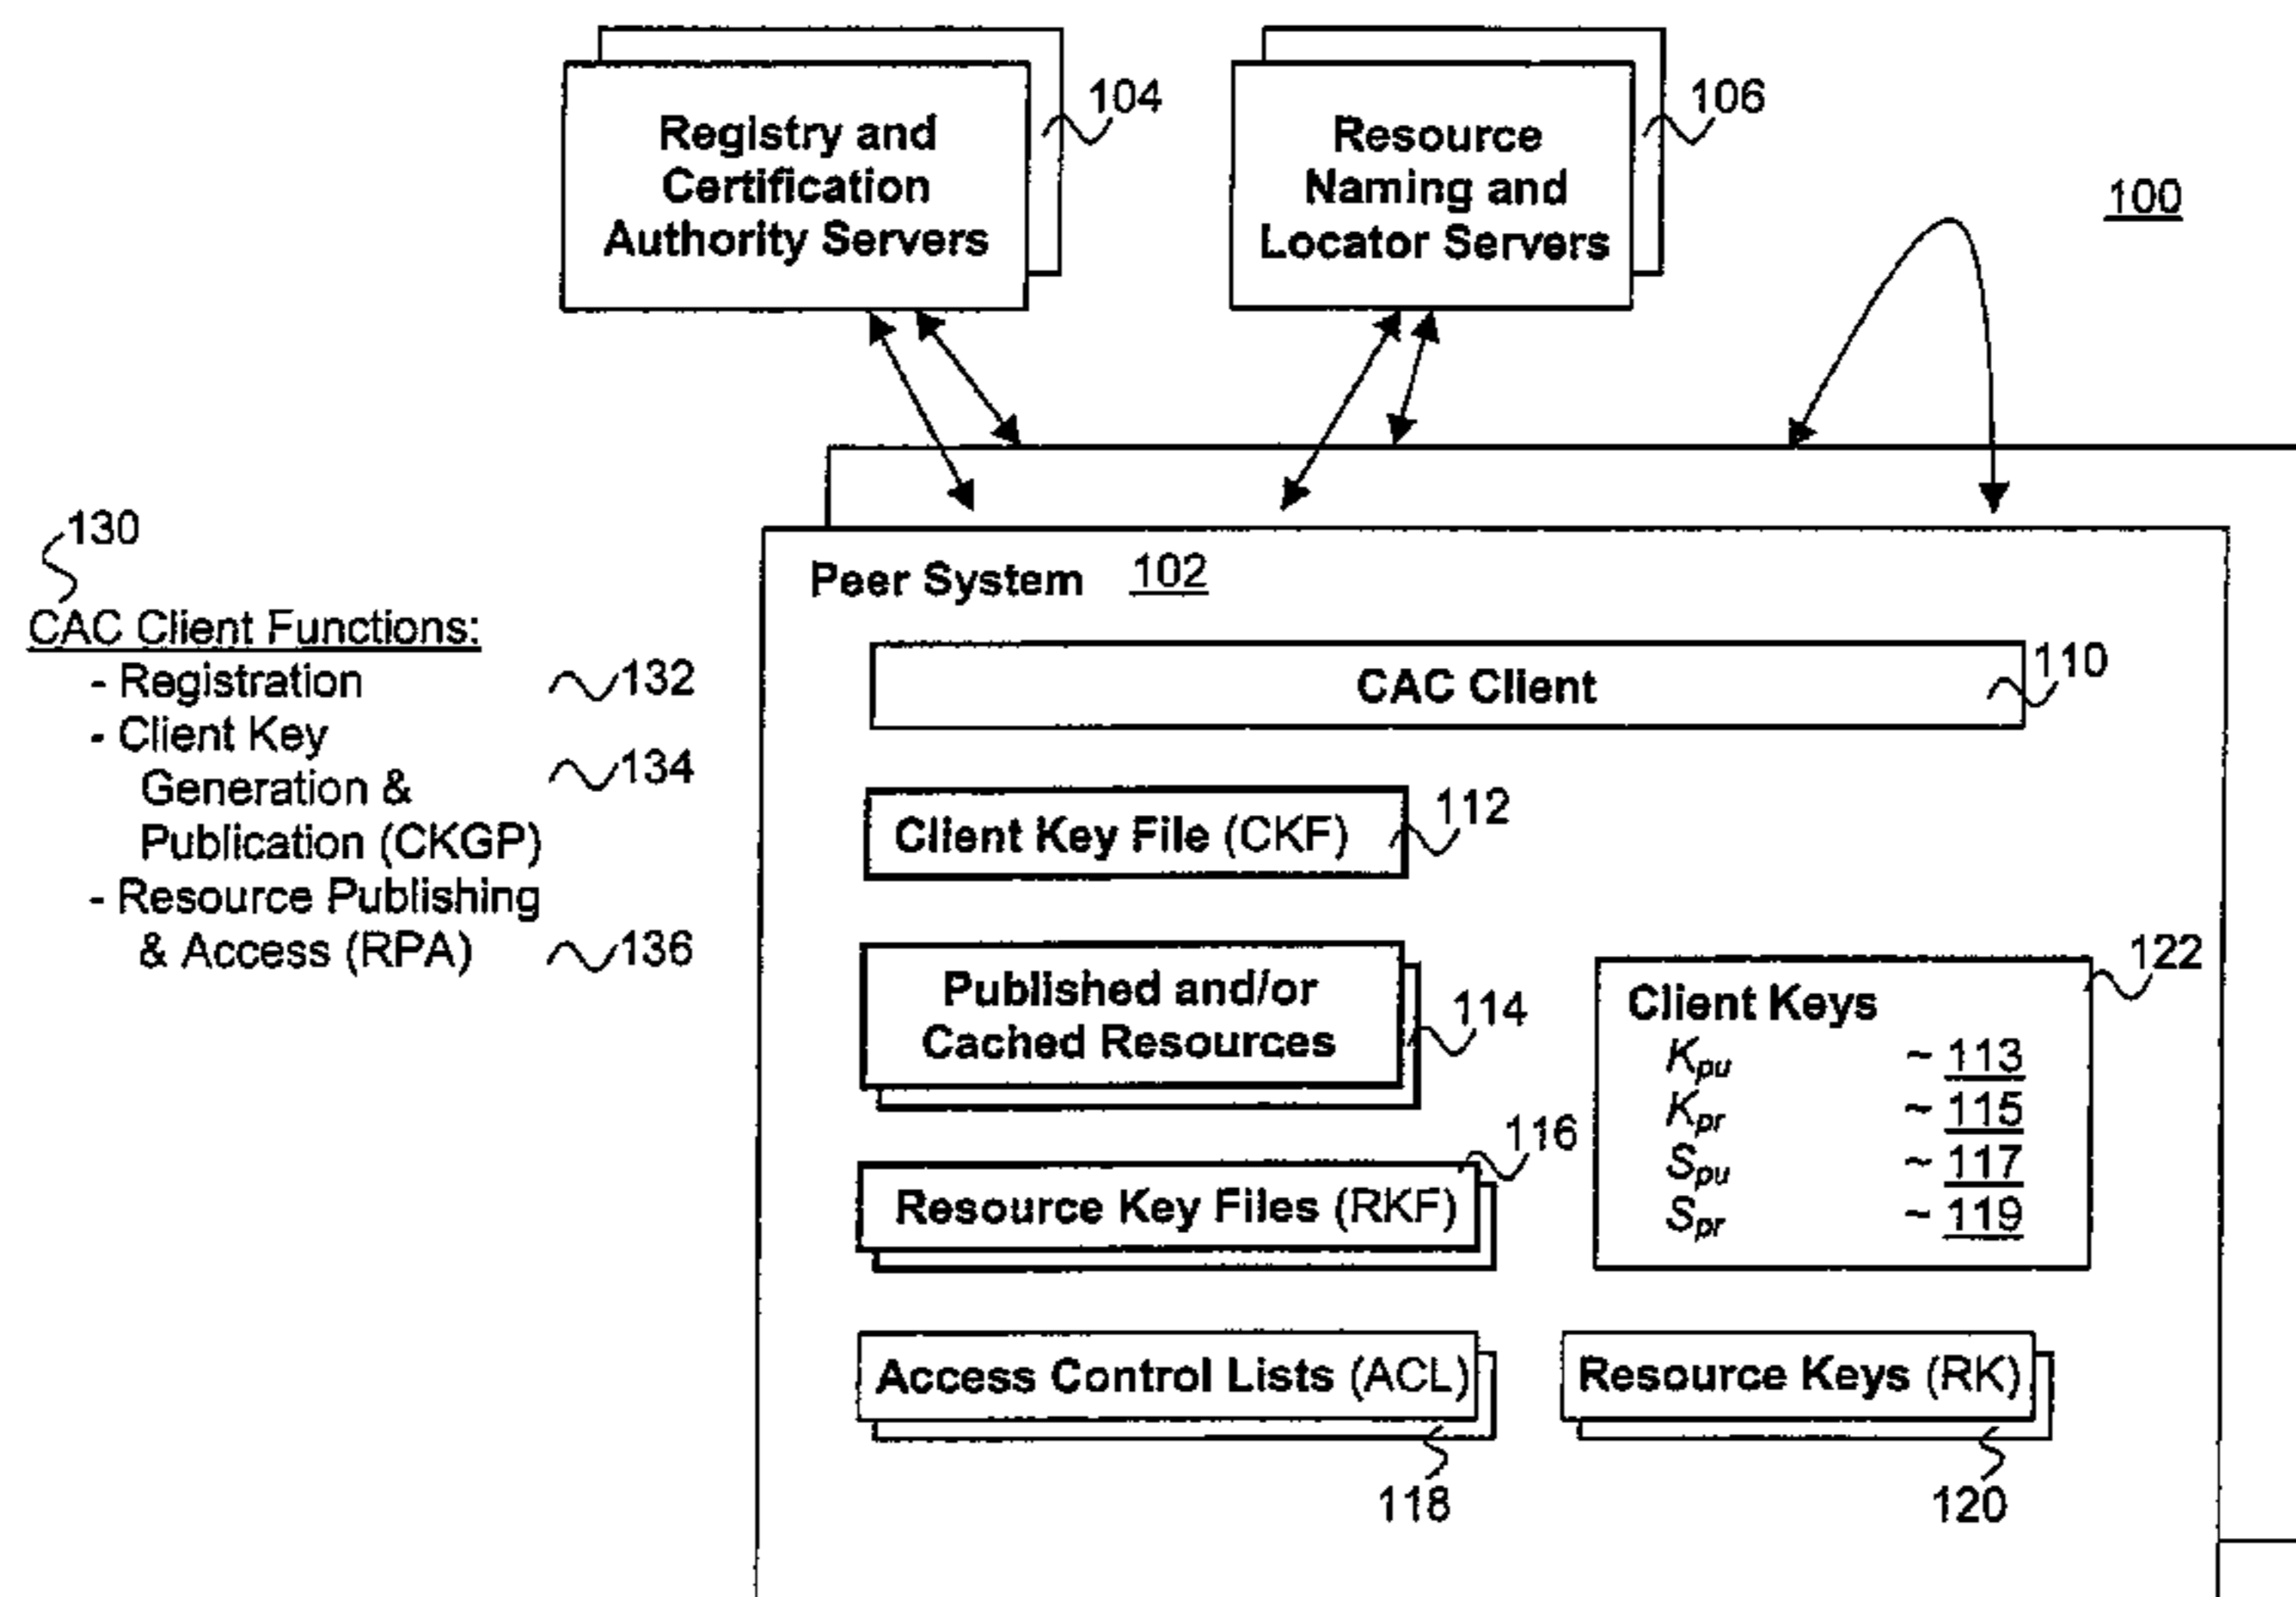 Registry and
Certification
Authority Servers
104
Resource
Naming and
Locator Servers
106
100
130
CAC Client Functions:
- Registration 132
- Client Key
Generation & 134
Publication (CKGP)
- Resource Publishing
& Access (RPA) 136
Peer System 102
CAC Client 110
Client Key File (CKF) 112
Published and/or
Cached Resources 114
Resource Key Files (RKF) 116
Client Keys 122
Kpu ~ 113
Kpr ~ 115
Spu ~ 117
Spr ~ 119
Access Control Lists (ACL) 118
Resource Keys (RK) 120